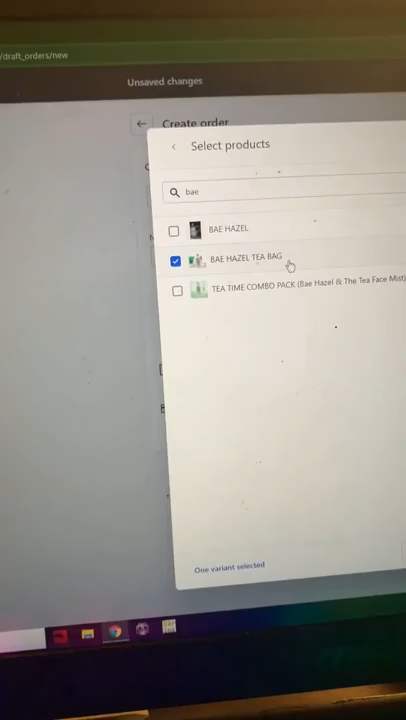 /draft_orders/new
Unsaved changes
Create order
Select products
bae
BAE HAZEL
BAE HAZEL TEA BAG
TEA TIME COMBO PACK (Bae Hazel & The Tea Face Mist)
One variant selected